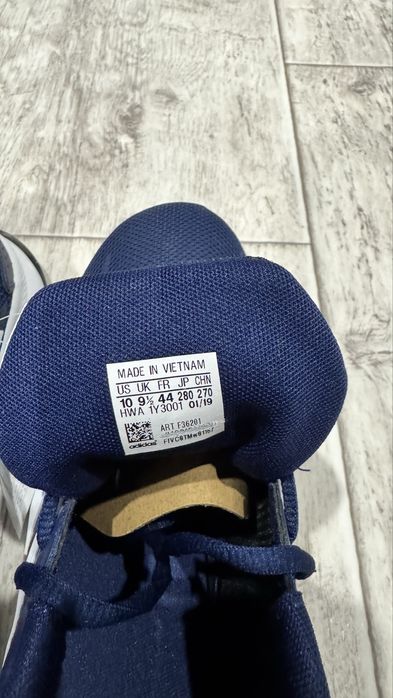 MADE IN VIETNAM
US UK FR JP CHN
10 9½ 44 280 270
HWA 1Y3001 01/19
ART F36201
adidas